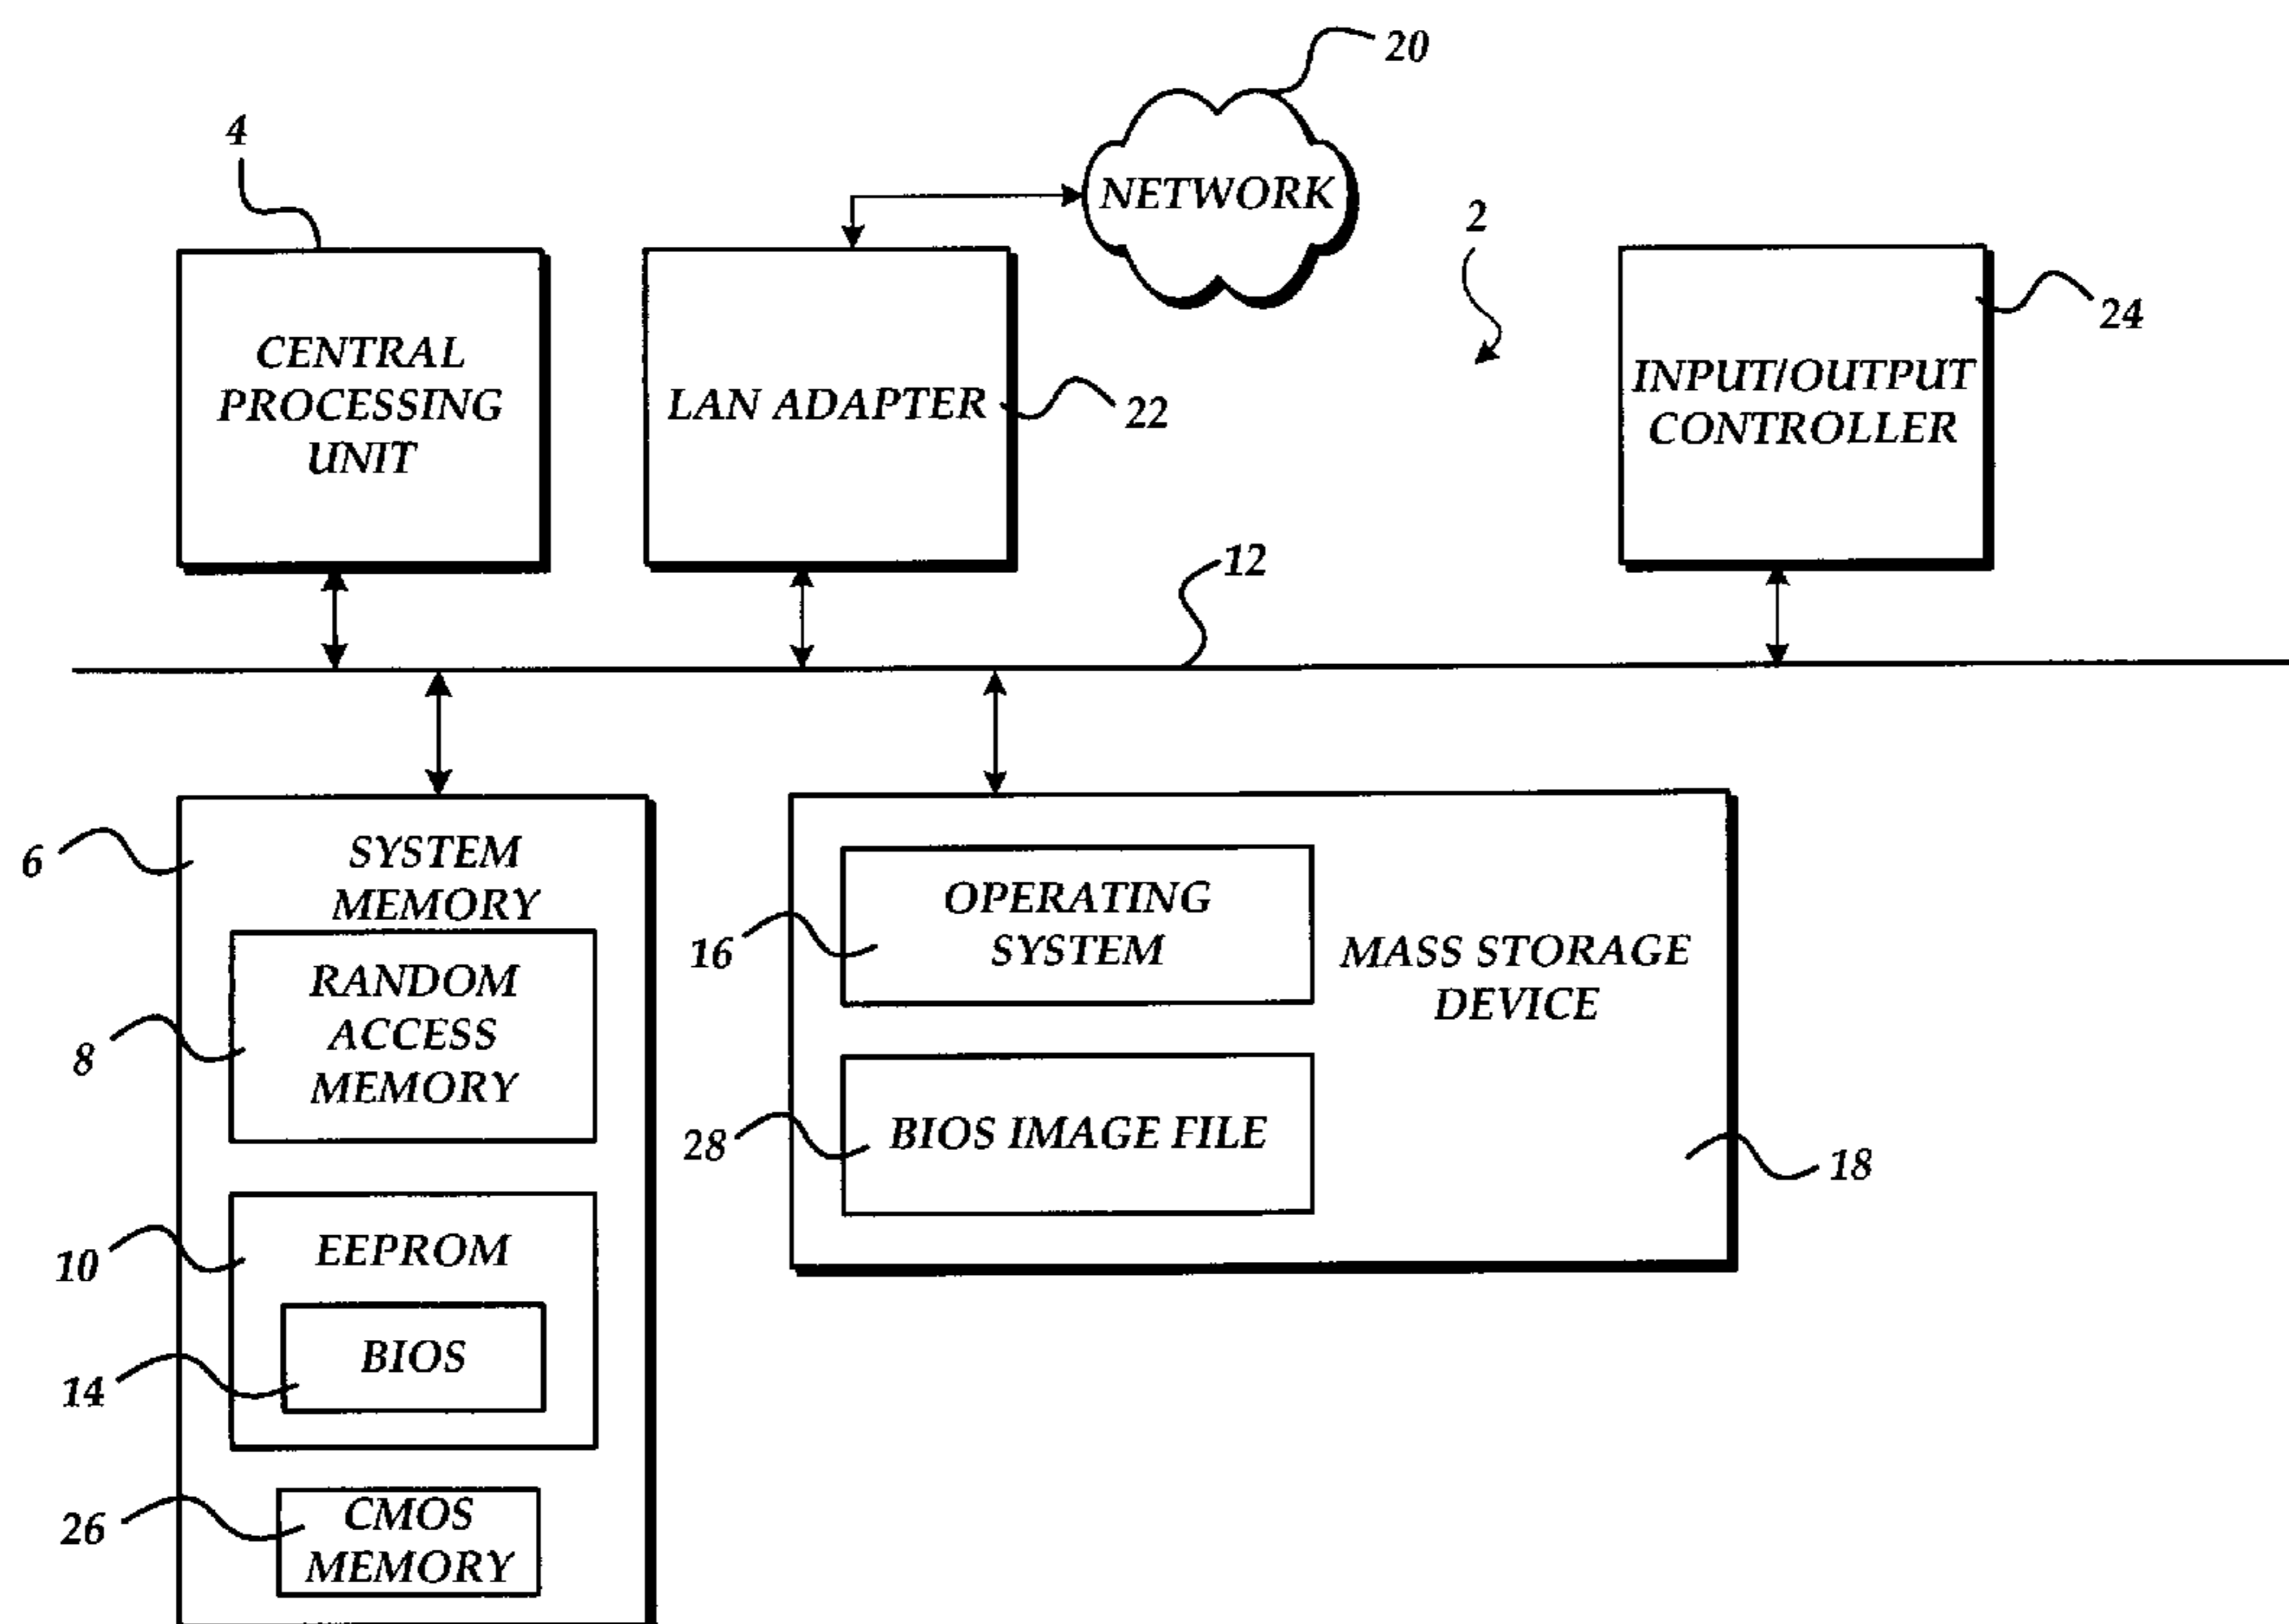 20
4
NETWORK
2
CENTRAL
PROCESSING
UNIT
LAN ADAPTER
22
INPUT/OUTPUT
CONTROLLER
24
12
6
SYSTEM
MEMORY
RANDOM
ACCESS
MEMORY
8
10
EEPROM
BIOS
14
26
CMOS
MEMORY
OPERATING
SYSTEM
16
MASS STORAGE
DEVICE
28
BIOS IMAGE FILE
18